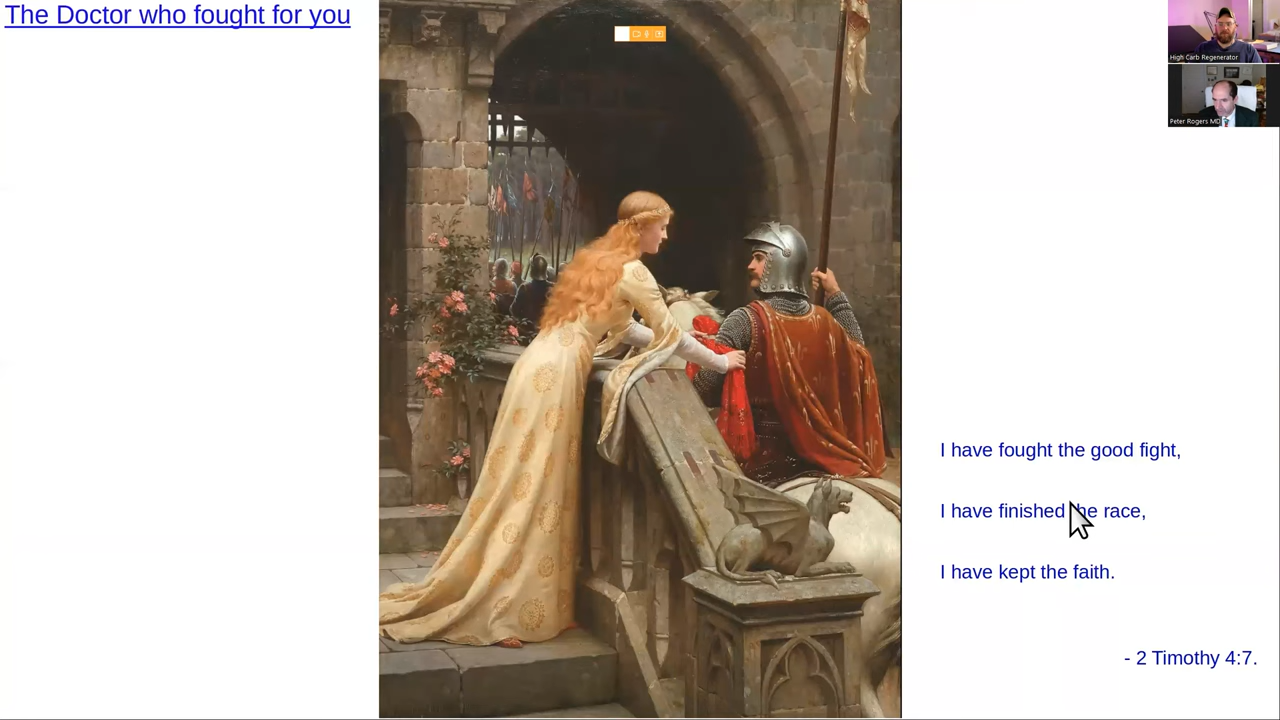 The Doctor who fought for you
High Carb Regenerator
Peter Rogers MD
I have fought the good fight,
I have finished the race,
I have kept the faith.
- 2 Timothy 4:7.